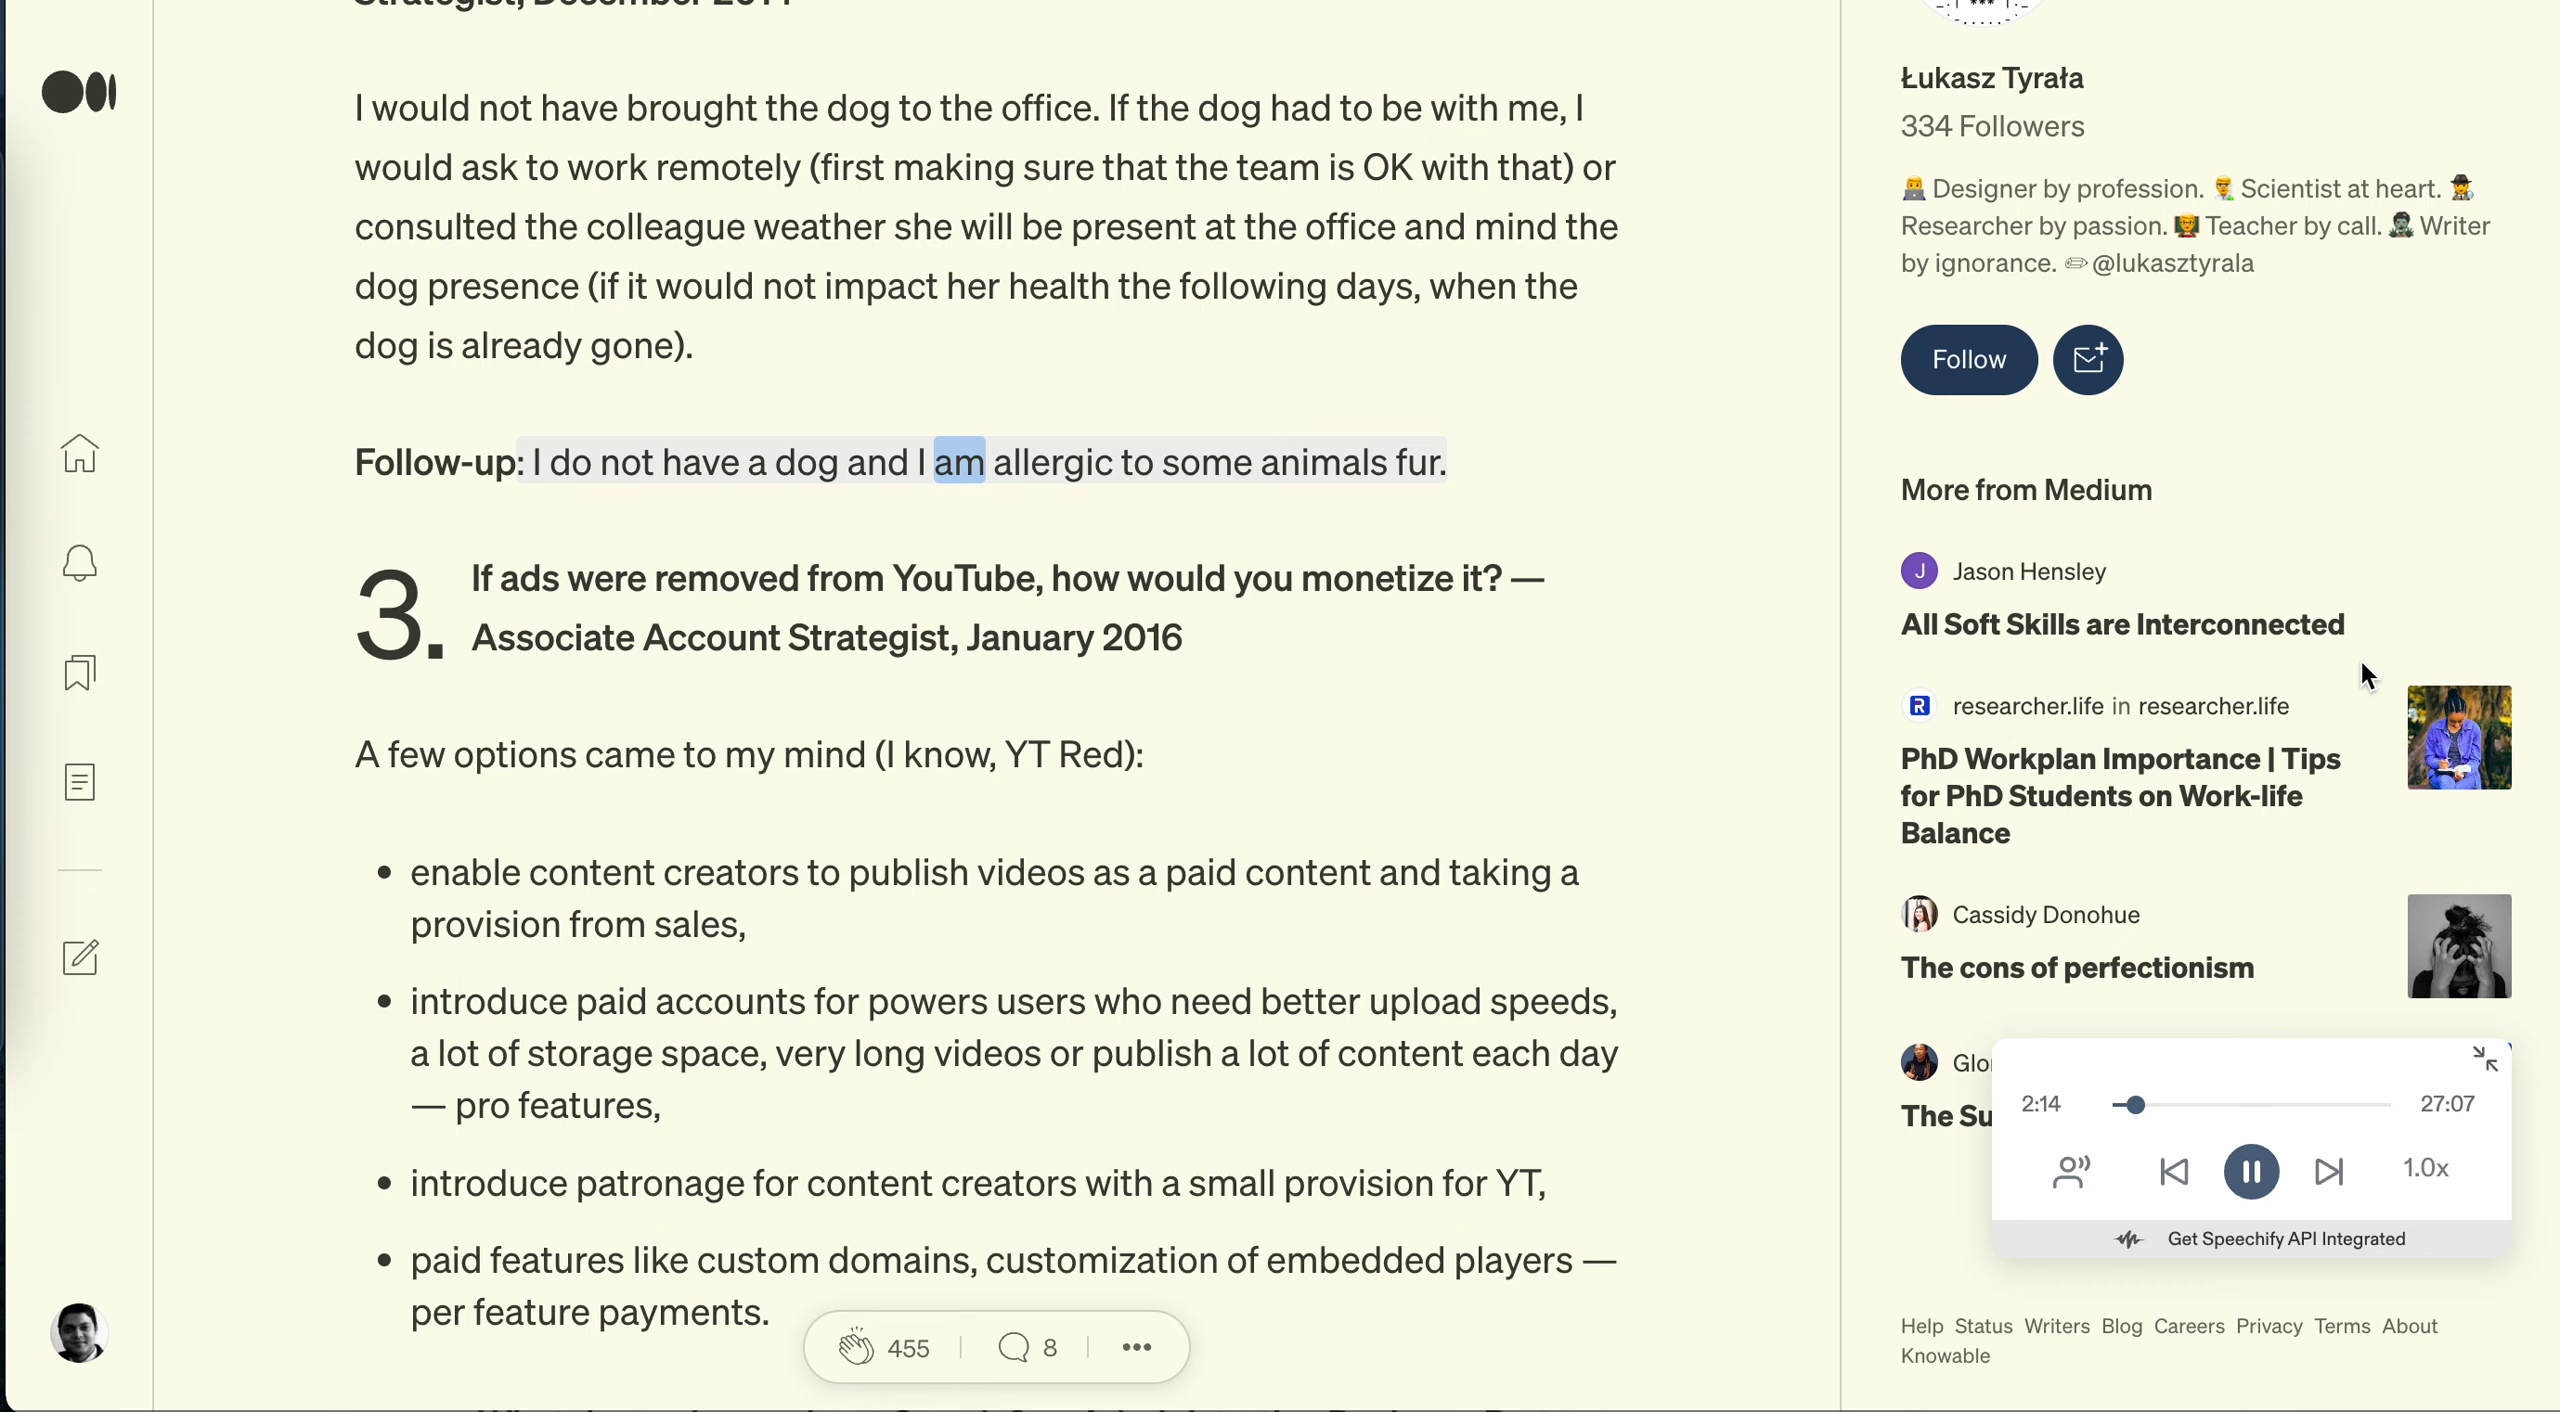 I would not have brought the dog to the office. If the dog had to be with me, I
would ask to work remotely (first making sure that the team is OK with that) or
consulted the colleague weather she will be present at the office and mind the
dog presence (if it would not impact her health the following days, when the
dog is already gone).
Follow-up: I do not have a dog and I am allergic to some animals fur.
3. If ads were removed from YouTube, how would you monetize it? —
Associate Account Strategist, January 2016
A few options came to my mind (I know, YT Red):
• enable content creators to publish videos as a paid content and taking a
provision from sales,
• introduce paid accounts for powers users who need better upload speeds,
a lot of storage space, very long videos or publish a lot of content each day
— pro features,
• introduce patronage for content creators with a small provision for YT,
• paid features like custom domains, customization of embedded players —
per feature payments.
455
8
Łukasz Tyrała
334 Followers
Designer by profession. Scientist at heart.
Researcher by passion. Teacher by call. Writer
by ignorance. @lukasztyrala
Follow
More from Medium
J Jason Hensley
All Soft Skills are Interconnected
R researcher.life in researcher.life
PhD Workplan Importance | Tips
for PhD Students on Work-life
Balance
Cassidy Donohue
The cons of perfectionism
Glo
The Su
2:14
27:07
1.0x
Get Speechify API Integrated
Help Status Writers Blog Careers Privacy Terms About
Knowable